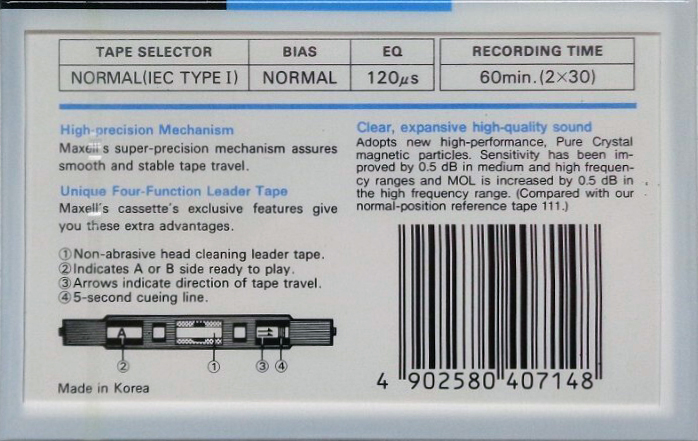 TAPE SELECTOR BIAS EQ RECORDING TIME
NORMAL(IEC TYPE I) NORMAL 120μs 60min.(2×30)
High-precision Mechanism
Maxell's super-precision mechanism assures
smooth and stable tape travel.
Unique Four-Function Leader Tape
Maxell's cassette's exclusive features give
you these extra advantages.
①Non-abrasive head cleaning leader tape.
②Indicates A or B side ready to play.
③Arrows indicate direction of tape travel.
④5-second cueing line.
A
② ① ③ ④
Made in Korea
Clear, expansive high-quality sound
Adopts new high-performance, Pure Crystal
magnetic particles. Sensitivity has been im-
proved by 0.5 dB in medium and high frequen-
cy ranges and MOL is increased by 0.5 dB in
the high frequency range. (Compared with our
normal-position reference tape 111.)
4 902580 407148